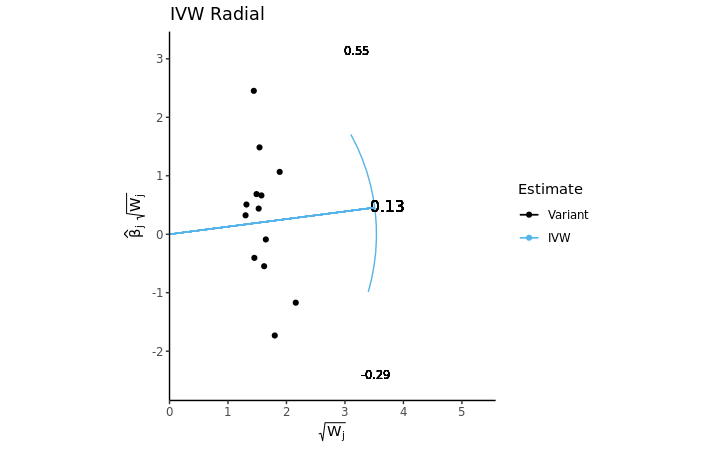 IVW Radial
0.55
3
2
1
0
-1
-2
β̂ⱼ √Wⱼ
0.13
-0.29
Estimate
Variant
IVW
0 1 2 3 4 5
√Wⱼ